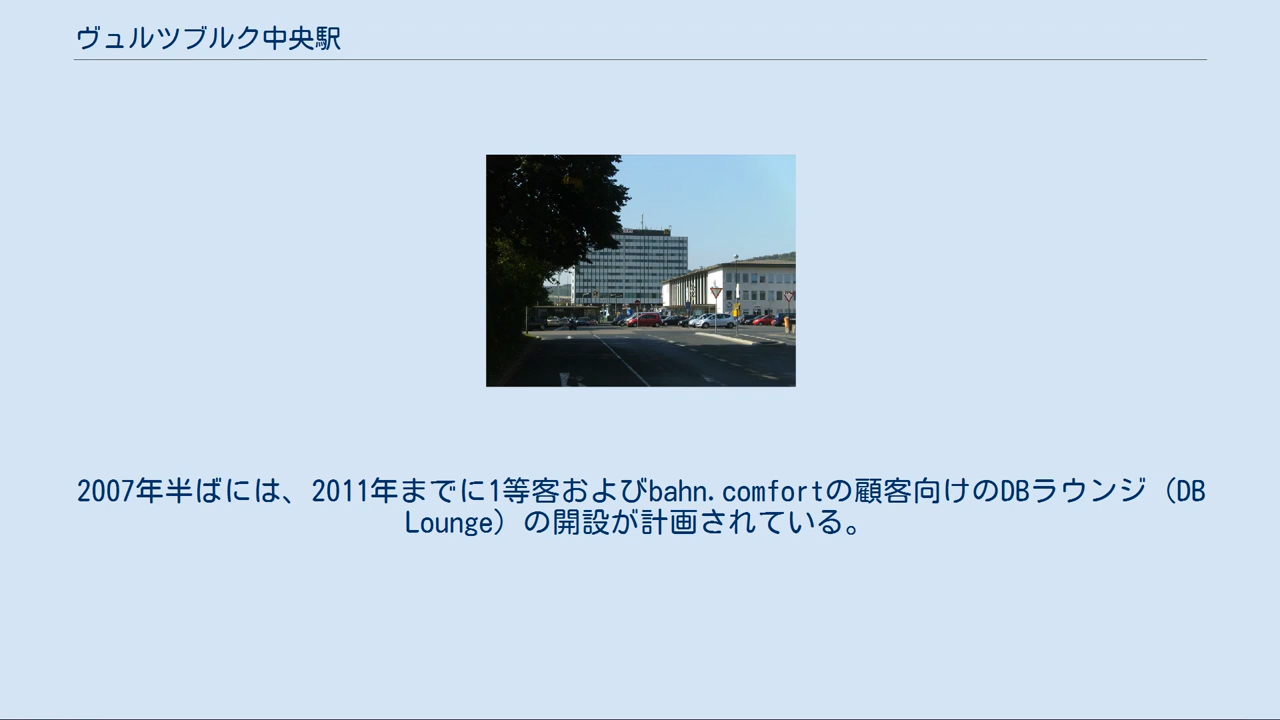 ヴュルツブルク中央駅
2007年半ばには、2011年までに1等客およびbahn.comfortの顧客向けのDBラウンジ（DB
Lounge）の開設が計画されている。